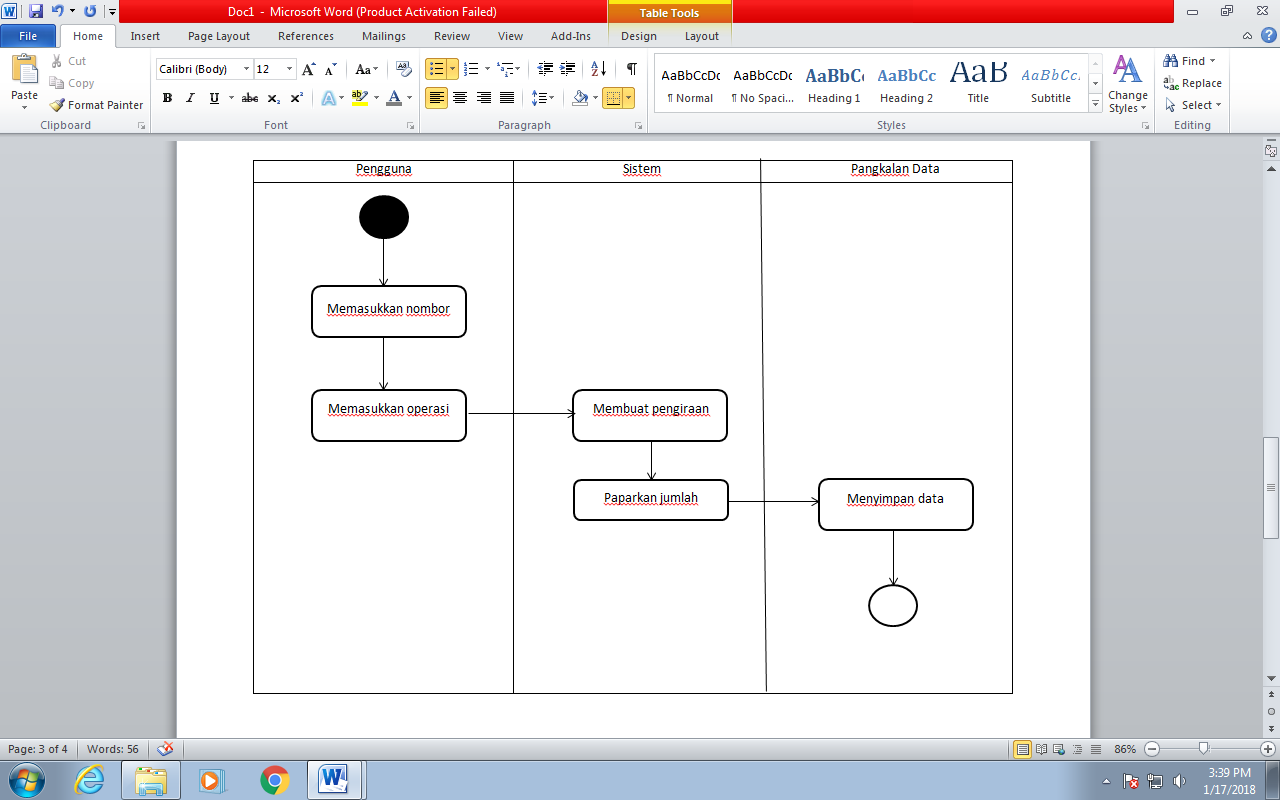 Doc1 - Microsoft Word (Product Activation Failed)
Table Tools
File Home Insert Page Layout References Mailings Review View Add-Ins Design Layout
Paste
Cut
Copy
Format Painter
Clipboard
Calibri (Body) 12
Font
Paragraph
AaBbCcDc AaBbCcDc AaBbCc AaBbCc AaB AaBbCc.
¶ Normal ¶ No Spaci... Heading 1 Heading 2 Title Subtitle
Styles
Change Styles
Find
Replace
Select
Editing
Pengguna Sistem Pangkalan Data
Memasukkan nombor
Memasukkan operasi Membuat pengiraan
Paparkan jumlah Menyimpan data
Page: 3 of 4 Words: 56 86%
3:39 PM
1/17/2018